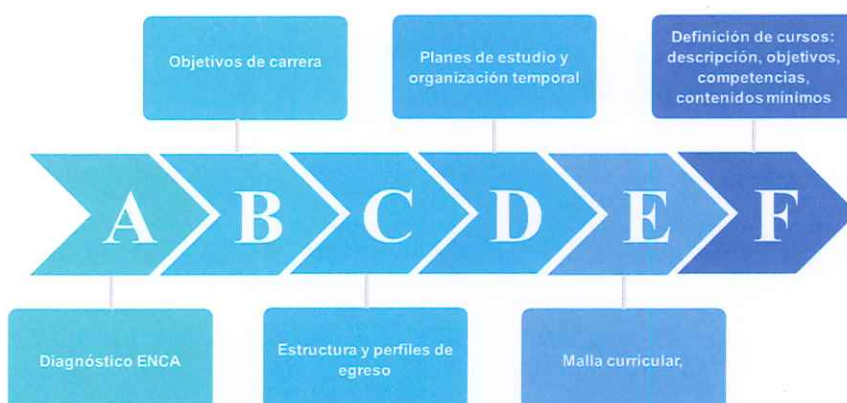 Objetivos de carrera
Planes de estudio y
organización temporal
Definición de cursos:
descripción, objetivos,
competencias,
contenidos mínimos
A B C D E F
Diagnóstico ENCA
Estructura y perfiles de
egreso
Malla curricular,